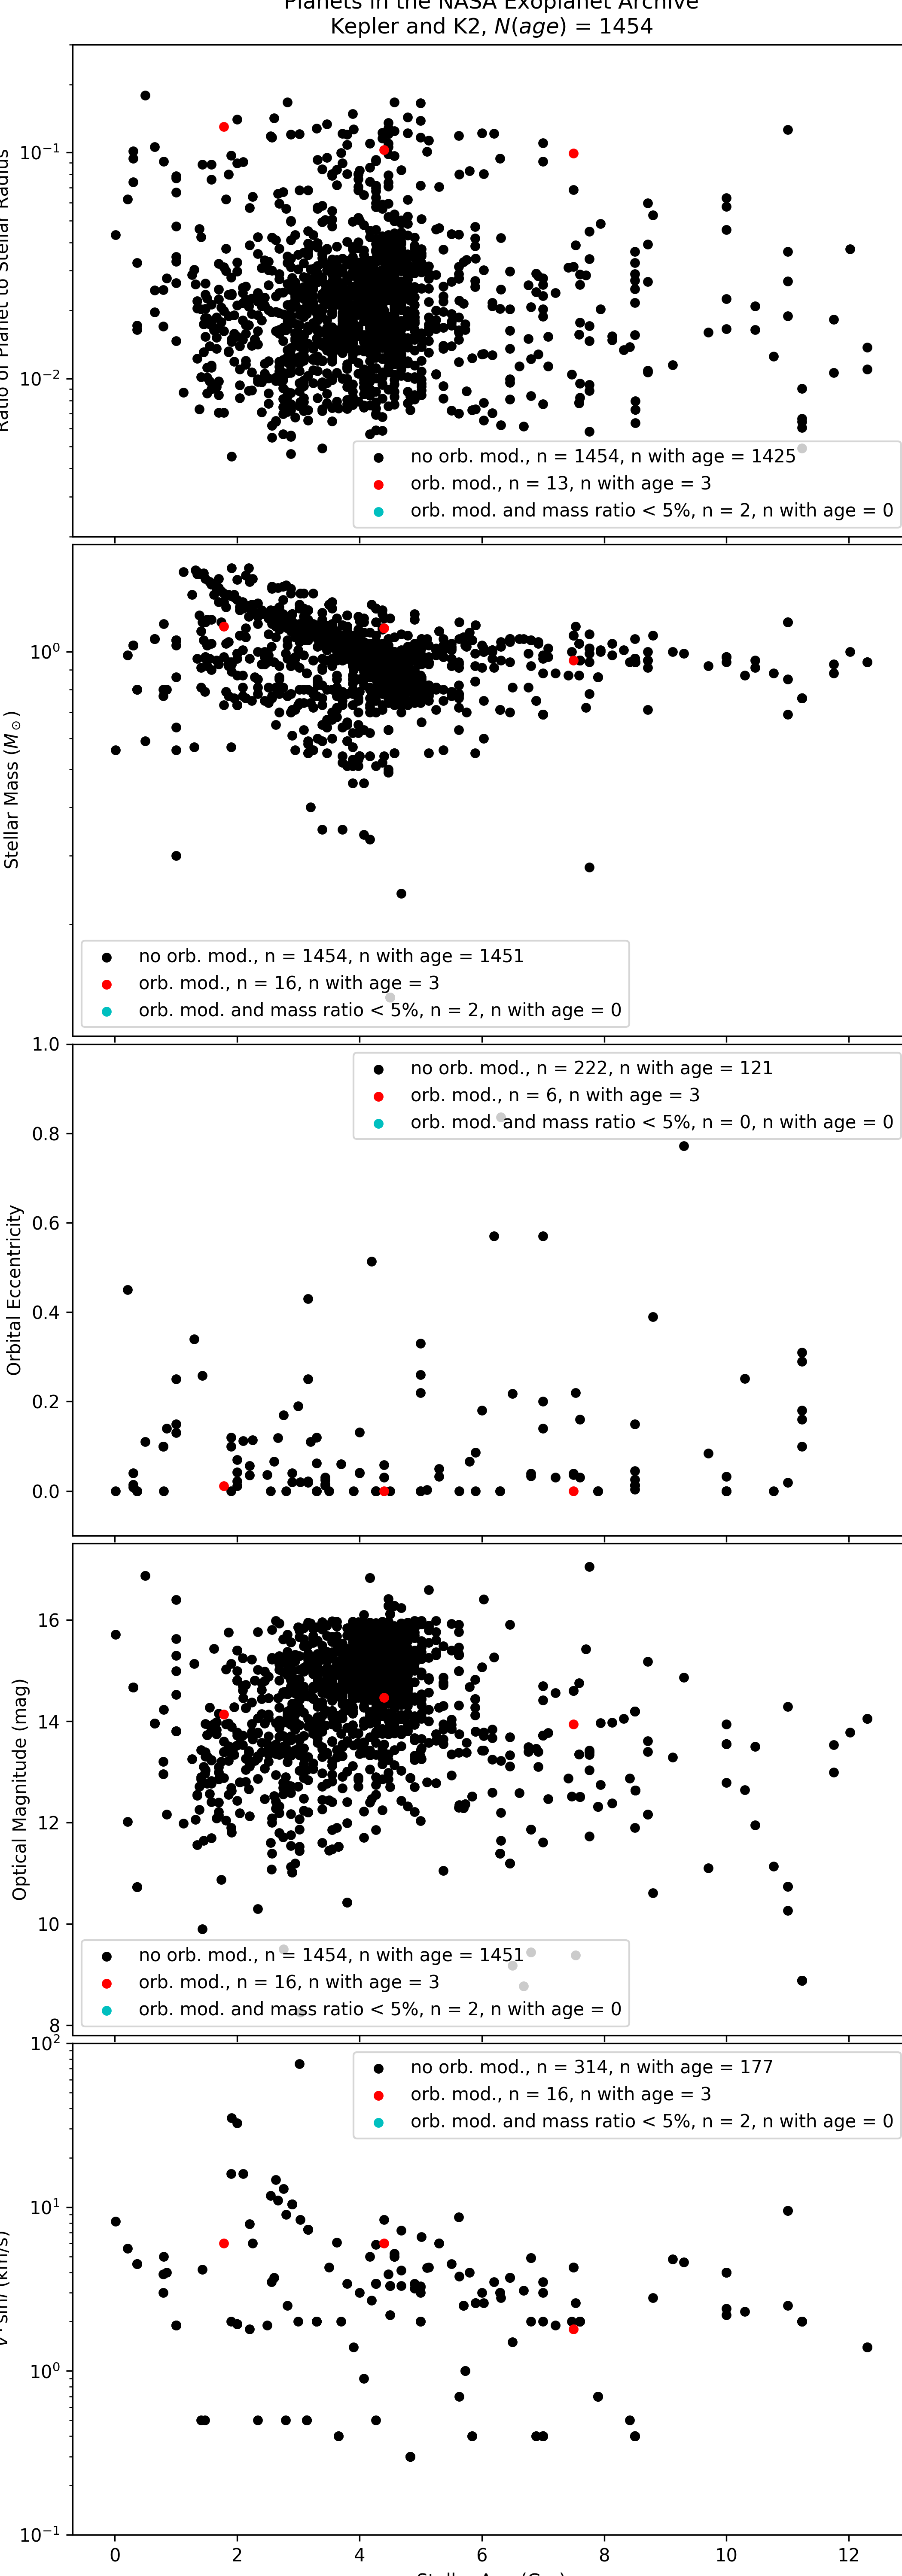 Planets in the NASA Exoplanet Archive
Kepler and K2, N(age) = 1454
10⁻¹
10⁻²
Ratio of Planet to Stellar Radius
no orb. mod., n = 1454, n with age = 1425
orb. mod., n = 13, n with age = 3
orb. mod. and mass ratio < 5%, n = 2, n with age = 0
10⁰
Stellar Mass (M⊙)
no orb. mod., n = 1454, n with age = 1451
orb. mod., n = 16, n with age = 3
orb. mod. and mass ratio < 5%, n = 2, n with age = 0
1.0
0.8
0.6
0.4
0.2
0.0
Orbital Eccentricity
no orb. mod., n = 222, n with age = 121
orb. mod., n = 6, n with age = 3
orb. mod. and mass ratio < 5%, n = 0, n with age = 0
16
14
12
10
8
Optical Magnitude (mag)
no orb. mod., n = 1454, n with age = 1451
orb. mod., n = 16, n with age = 3
orb. mod. and mass ratio < 5%, n = 2, n with age = 0
10²
10¹
10⁰
10⁻¹
sini (km/s)
no orb. mod., n = 314, n with age = 177
orb. mod., n = 16, n with age = 3
orb. mod. and mass ratio < 5%, n = 2, n with age = 0
0 2 4 6 8 10 12